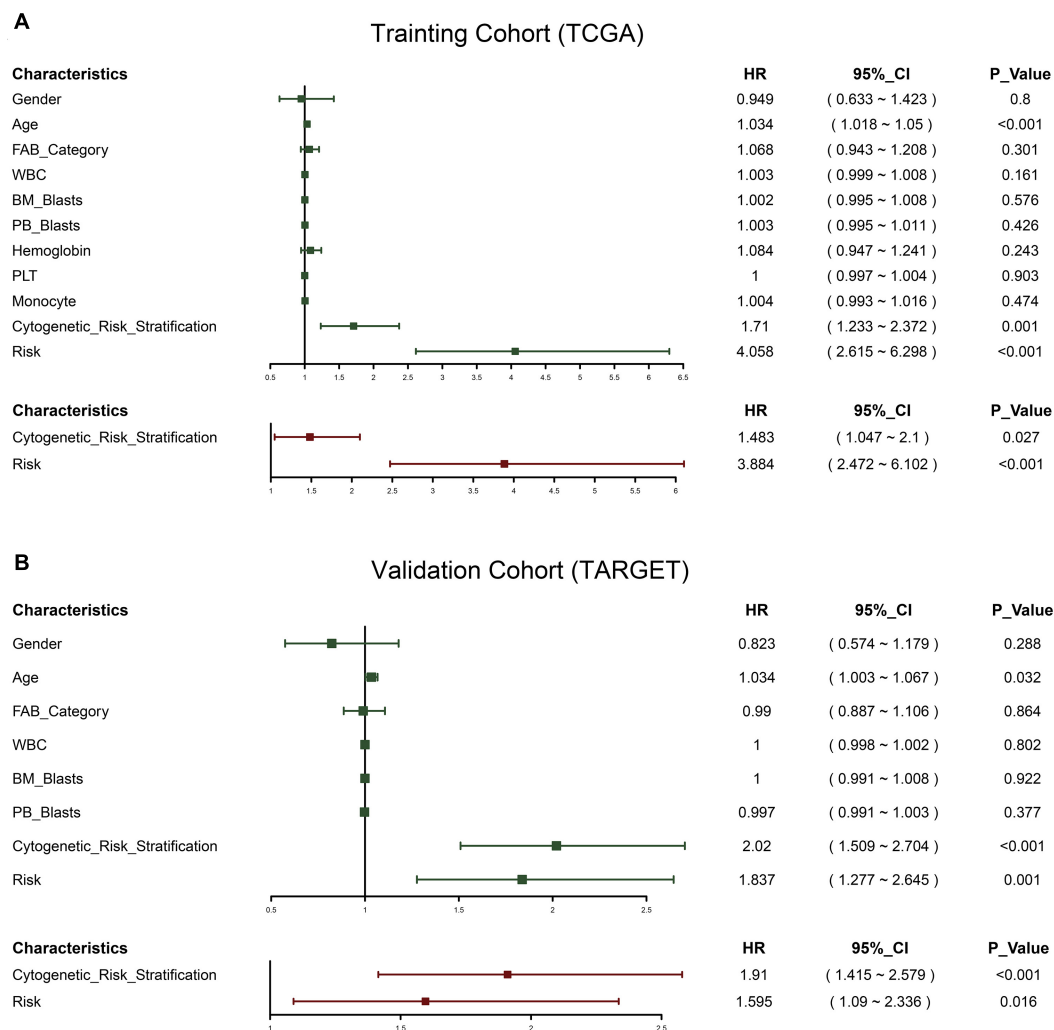 A
Trainting Cohort (TCGA)
Characteristics HR 95%_CI P_Value
Gender 0.949 ( 0.633 ~ 1.423 ) 0.8
Age 1.034 ( 1.018 ~ 1.05 ) <0.001
FAB_Category 1.068 ( 0.943 ~ 1.208 ) 0.301
WBC 1.003 ( 0.999 ~ 1.008 ) 0.161
BM_Blasts 1.002 ( 0.995 ~ 1.008 ) 0.576
PB_Blasts 1.003 ( 0.995 ~ 1.011 ) 0.426
Hemoglobin 1.084 ( 0.947 ~ 1.241 ) 0.243
PLT 1 ( 0.997 ~ 1.004 ) 0.903
Monocyte 1.004 ( 0.993 ~ 1.016 ) 0.474
Cytogenetic_Risk_Stratification 1.71 ( 1.233 ~ 2.372 ) 0.001
Risk 4.058 ( 2.615 ~ 6.298 ) <0.001
0.5 1 1.5 2 2.5 3 3.5 4 4.5 5 5.5 6 6.5
Characteristics HR 95%_CI P_Value
Cytogenetic_Risk_Stratification 1.483 ( 1.047 ~ 2.1 ) 0.027
Risk 3.884 ( 2.472 ~ 6.102 ) <0.001
1 1.5 2 2.5 3 3.5 4 4.5 5 5.5 6
B
Validation Cohort (TARGET)
Characteristics HR 95%_CI P_Value
Gender 0.823 ( 0.574 ~ 1.179 ) 0.288
Age 1.034 ( 1.003 ~ 1.067 ) 0.032
FAB_Category 0.99 ( 0.887 ~ 1.106 ) 0.864
WBC 1 ( 0.998 ~ 1.002 ) 0.802
BM_Blasts 1 ( 0.991 ~ 1.008 ) 0.922
PB_Blasts 0.997 ( 0.991 ~ 1.003 ) 0.377
Cytogenetic_Risk_Stratification 2.02 ( 1.509 ~ 2.704 ) <0.001
Risk 1.837 ( 1.277 ~ 2.645 ) 0.001
0.5 1 1.5 2 2.5
Characteristics HR 95%_CI P_Value
Cytogenetic_Risk_Stratification 1.91 ( 1.415 ~ 2.579 ) <0.001
Risk 1.595 ( 1.09 ~ 2.336 ) 0.016
1 1.5 2 2.5